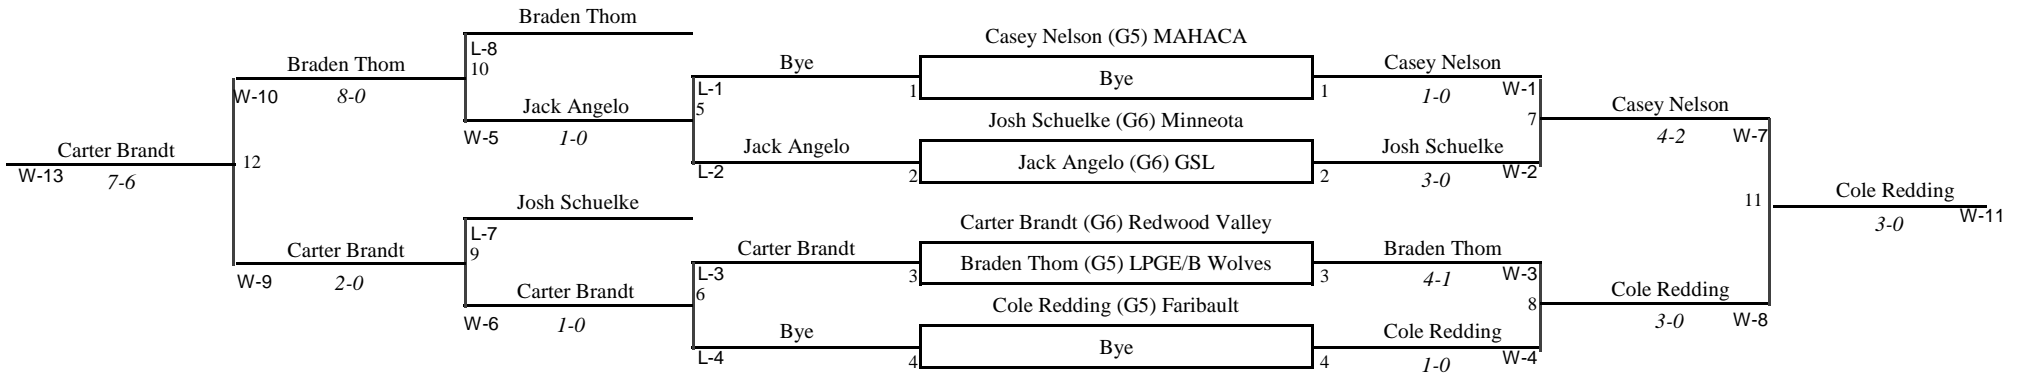 Braden Thom
L-8
10
Braden Thom
W-10
8-0
Jack Angelo
W-5
1-0
Bye
L-1
5
1
Jack Angelo
L-2
2
Casey Nelson (G5) MAHACA
Bye
1
Josh Schuelke (G6) Minneota
Jack Angelo (G6) GSL
2
Casey Nelson
1-0
W-1
7
Josh Schuelke
3-0
W-2
Casey Nelson
4-2
W-7
Carter Brandt
W-13
7-6
12
11
Cole Redding
3-0
W-11
Josh Schuelke
L-7
9
Carter Brandt
W-9
2-0
Carter Brandt
W-6
1-0
Carter Brandt
L-3
6
3
Bye
L-4
4
Carter Brandt (G6) Redwood Valley
Braden Thom (G5) LPGE/B Wolves
3
Cole Redding (G5) Faribault
Bye
4
Braden Thom
4-1
W-3
8
Cole Redding
1-0
W-4
Cole Redding
3-0
W-8